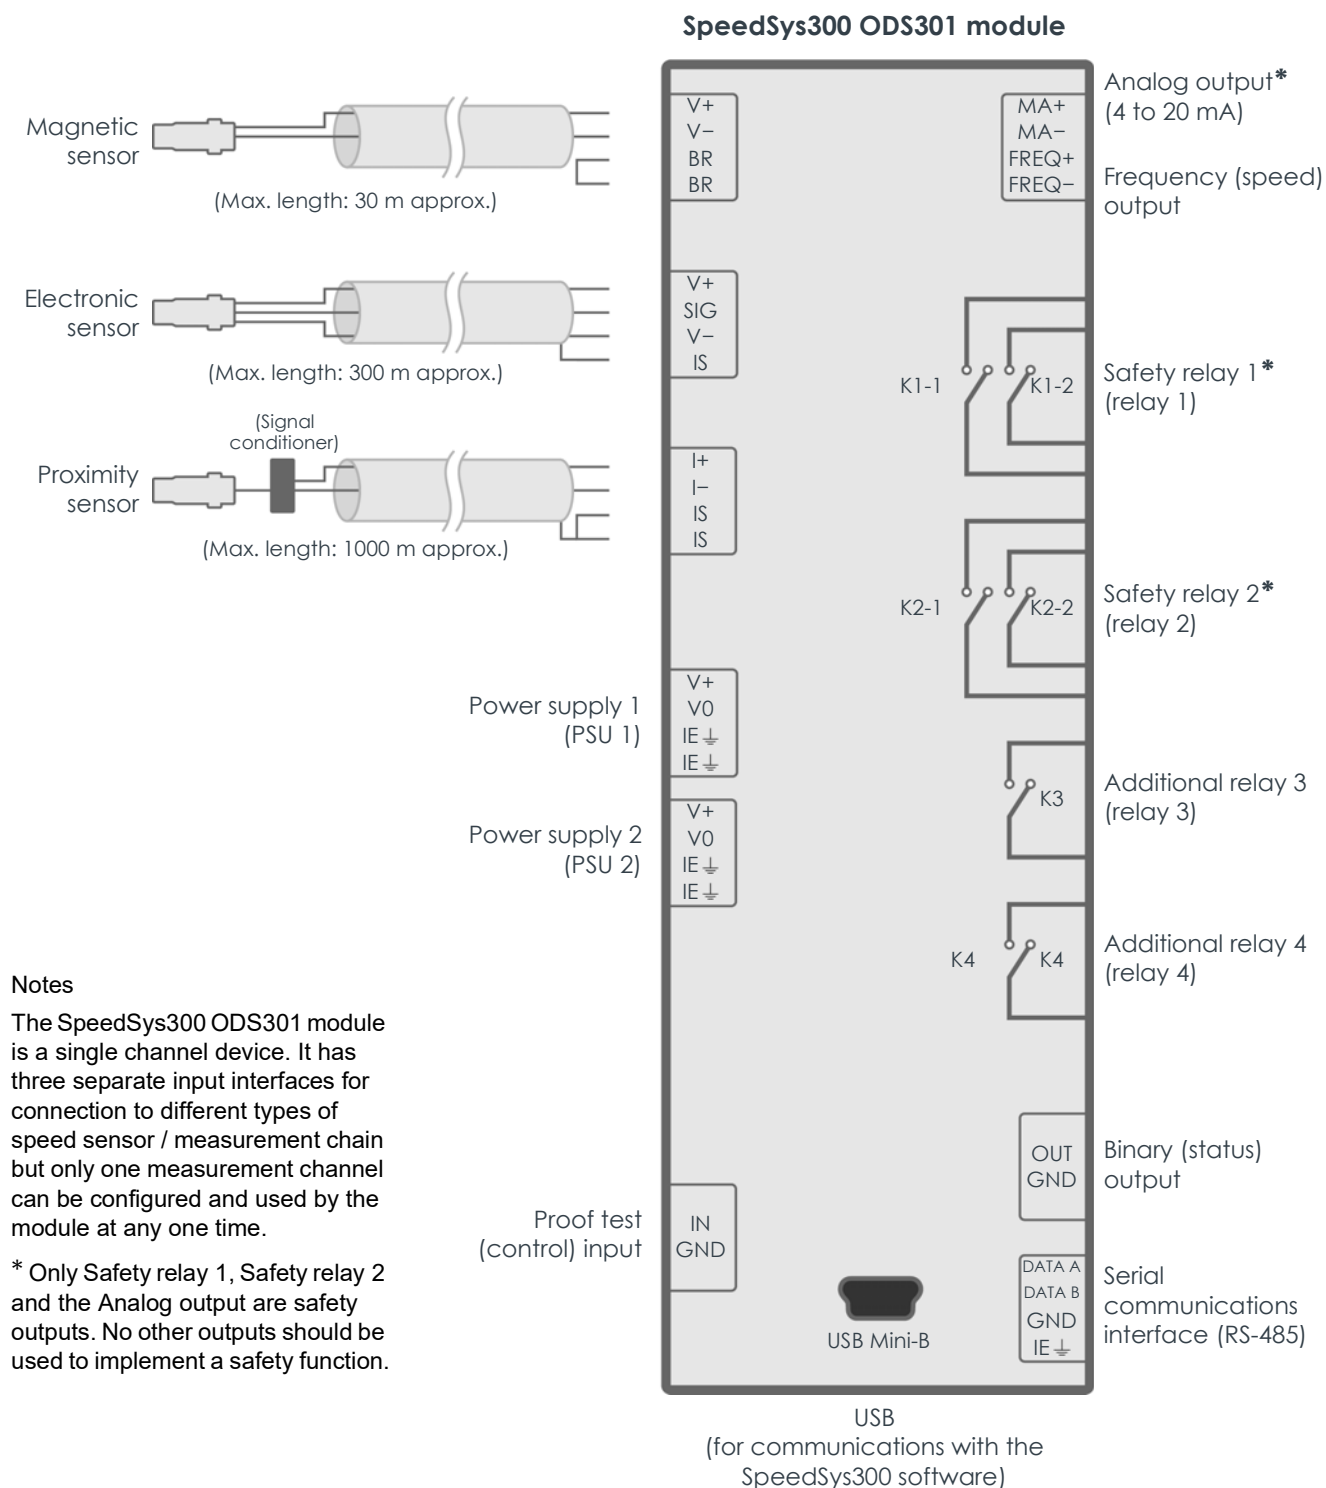 SpeedSys300 ODS301 module
Magnetic
sensor
(Max. length: 30 m approx.)
V+
V−
BR
BR
MA+
MA−
FREQ+
FREQ−
Analog output*
(4 to 20 mA)
Frequency (speed)
output
Electronic
sensor
(Max. length: 300 m approx.)
V+
SIG
V−
IS
K1-1
K1-2
Safety relay 1*
(relay 1)
(Signal
conditioner)
Proximity
sensor
(Max. length: 1000 m approx.)
I+
I−
IS
IS
K2-1
K2-2
Safety relay 2*
(relay 2)
Power supply 1
(PSU 1)
V+
V0
IE
IE
K3
Additional relay 3
(relay 3)
Power supply 2
(PSU 2)
V+
V0
IE
IE
K4
K4
Additional relay 4
(relay 4)
Notes
The SpeedSys300 ODS301 module
is a single channel device. It has
three separate input interfaces for
connection to different types of
speed sensor / measurement chain
but only one measurement channel
can be configured and used by the
module at any one time.
* Only Safety relay 1, Safety relay 2
and the Analog output are safety
outputs. No other outputs should be
used to implement a safety function.
Proof test
(control) input
IN
GND
OUT
GND
Binary (status)
output
USB Mini-B
DATA A
DATA B
GND
IE
Serial
communications
interface (RS-485)
USB
(for communications with the
SpeedSys300 software)